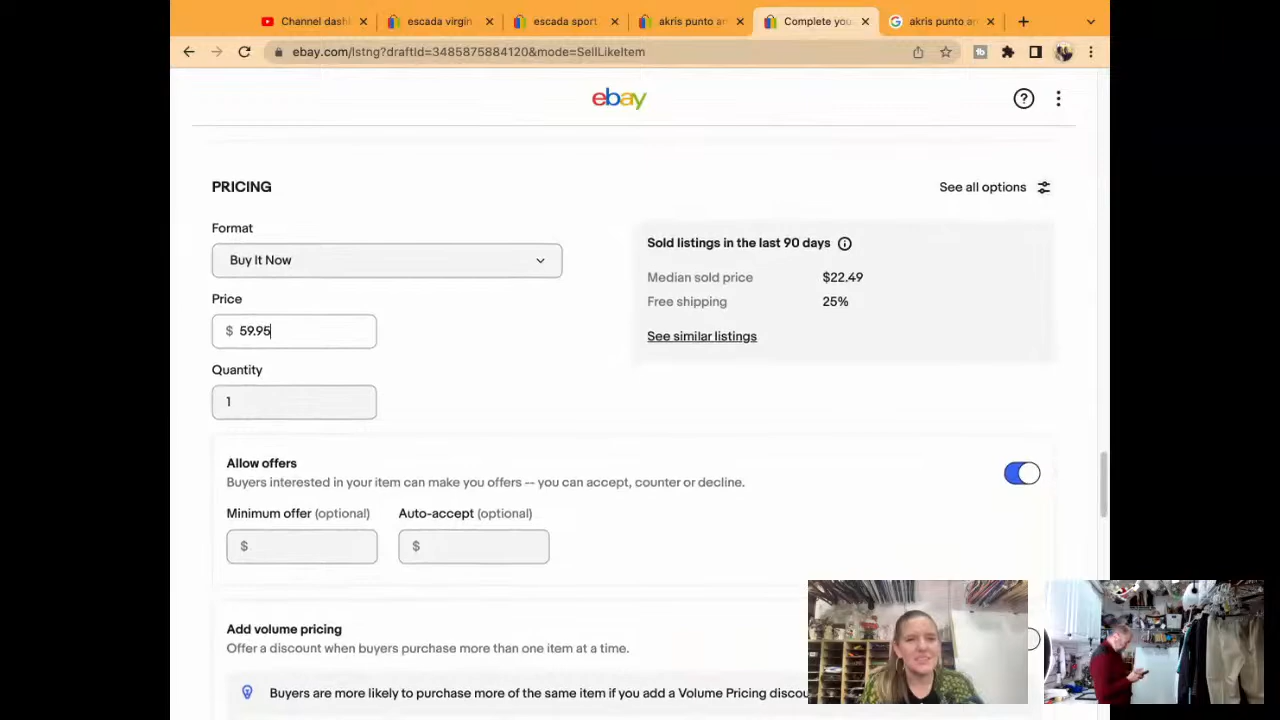 Channel dash
escada virgin
escada sport
akris punto a
Complete you
akris punto a
ebay.com/lstng?draftId=3485875884120&mode=SellLikeItem
tb
ebay
PRICING
See all options
Format
Buy It Now
Sold listings in the last 90 days
Median sold price $22.49
Free shipping 25%
See similar listings
Price
$ 59.95
Quantity
1
Allow offers
Buyers interested in your item can make you offers -- you can accept, counter or decline.
Minimum offer (optional)
Auto-accept (optional)
$
$
Add volume pricing
Offer a discount when buyers purchase more than one item at a time.
Buyers are more likely to purchase more of the same item if you add a Volume Pricing discou